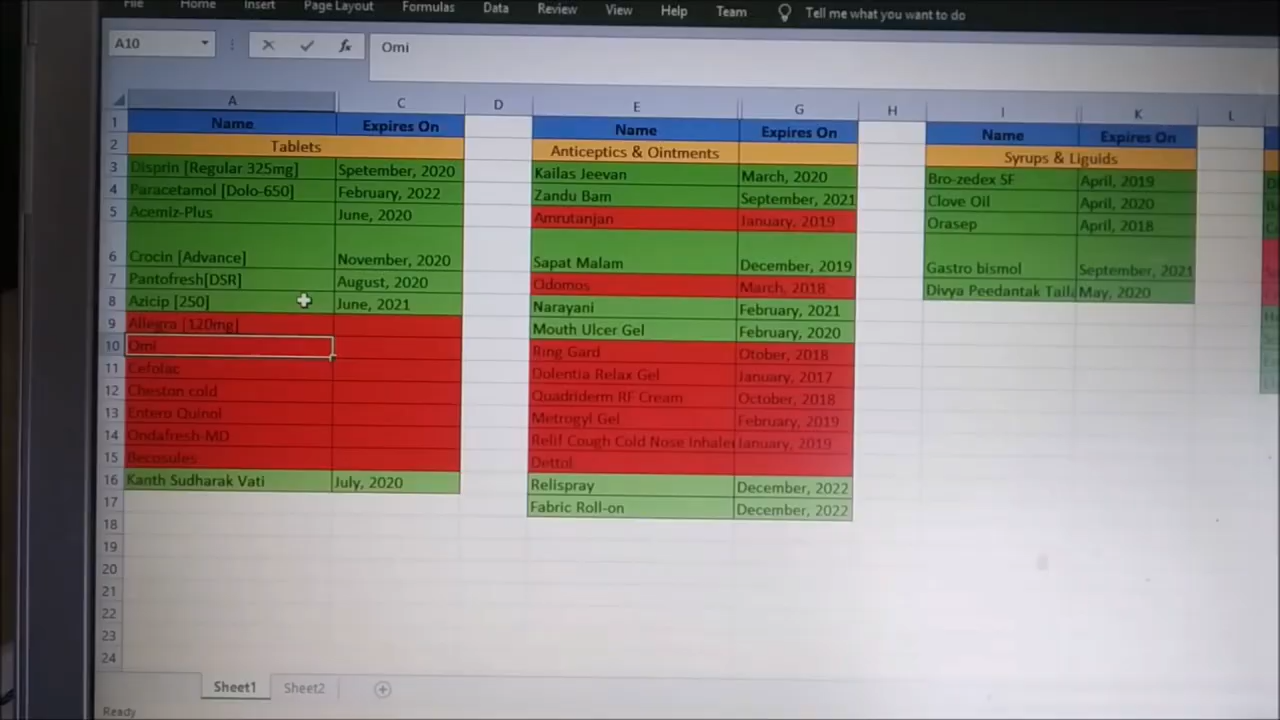 File Home Insert Page Layout Formulas Data Review View Help Team Tell me what you want to do
A10 fx Omi
A C D E G H I K L
1 Name Expires On Name Expires On Name Expires On
2 Tablets Anticeptics & Ointments Syrups & Liguids
3 Disprin [Regular 325mg] Spetember, 2020 Kailas Jeevan March, 2020 Bro-zedex SF April, 2019
4 Paracetamol [Dolo-650] February, 2022 Zandu Bam September, 2021 Clove Oil April, 2020
5 Acemiz-Plus June, 2020 Amrutanjan January, 2019 Orasep April, 2018
6 Crocin [Advance] November, 2020 Sapat Malam December, 2019 Gastro bismol September, 2021
7 Pantofresh[DSR] August, 2020 Odomos March, 2018 Divya Peedantak Taila May, 2020
8 Azicip [250] June, 2021 Narayani February, 2021
9 Allegra [120mg] Mouth Ulcer Gel February, 2020
10 Omi Ring Gard Otober, 2018
11 Cefolac Dolentia Relax Gel January, 2017
12 Cheston cold Quadriderm RF Cream October, 2018
13 Entero Quinol Metrogyl Gel February, 2019
14 Ondafresh-MD Relif Cough Cold Nose Inhaler January, 2019
15 Becosules Dettol
16 Kanth Sudharak Vati July, 2020 Relispray December, 2022
17 Fabric Roll-on December, 2022
18
19
20
21
22
23
24
Sheet1 Sheet2
Ready